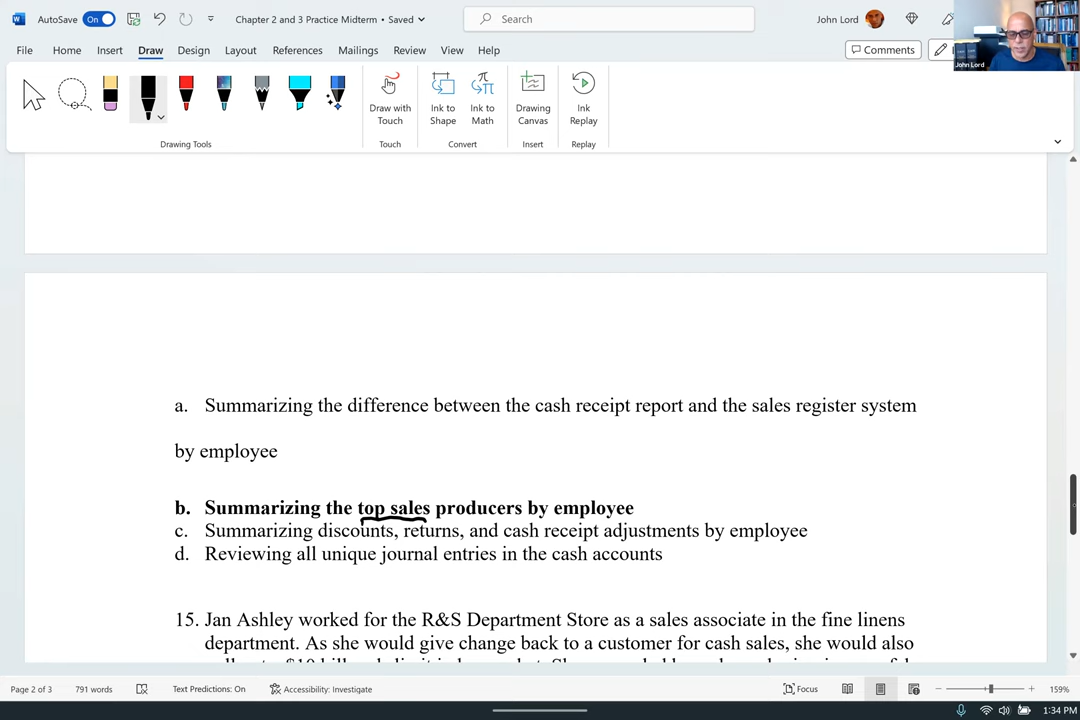 AutoSave On Chapter 2 and 3 Practice Midterm • Saved Search John Lord
File Home Insert Draw Design Layout References Mailings Review View Help Comments
Draw with Touch Ink to Shape Ink to Math Drawing Canvas Ink Replay
Drawing Tools Touch Convert Insert Replay
John Lord
a. Summarizing the difference between the cash receipt report and the sales register system
by employee
b. Summarizing the top sales producers by employee
c. Summarizing discounts, returns, and cash receipt adjustments by employee
d. Reviewing all unique journal entries in the cash accounts
15. Jan Ashley worked for the R&S Department Store as a sales associate in the fine linens
department. As she would give change back to a customer for cash sales, she would also
Page 2 of 3 791 words Text Predictions: On Accessibility: Investigate Focus 159%
1:34 PM